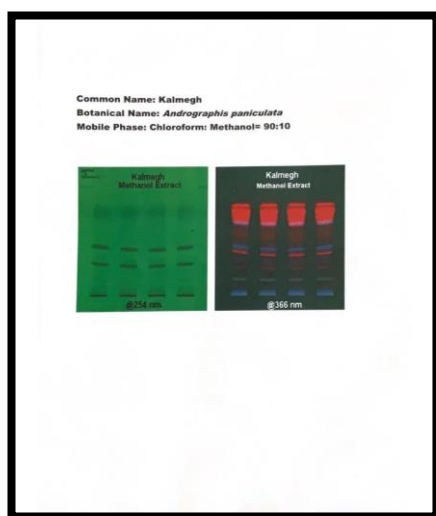 Common Name: Kalmegh
Botanical Name: Andrographis paniculata
Mobile Phase: Chloroform: Methanol= 90:10
Kalmegh
Methanol Extract
@254 nm
Kalmegh
Methanol Extract
@366 nm